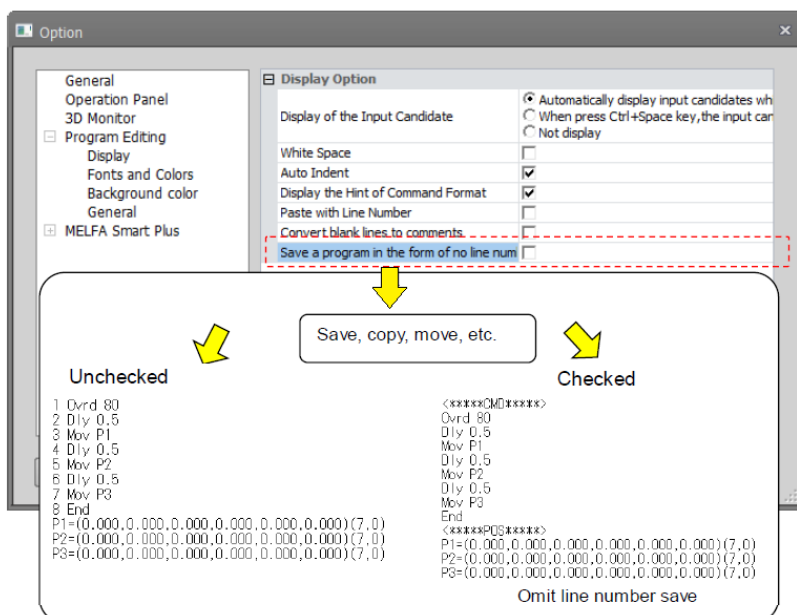 Option
General
Operation Panel
3D Monitor
Program Editing
Display
Fonts and Colors
Background color
General
MELFA Smart Plus
Display Option
Display of the Input Candidate
Automatically display input candidates wh
When press Ctrl+Space key,the input can
Not display
White Space
Auto Indent
Display the Hint of Command Format
Paste with Line Number
Convert blank lines to comments
Save a program in the form of no line num
Save, copy, move, etc.
Unchecked
1 Ovrd 80
2 Dly 0.5
3 Mov P1
4 Dly 0.5
5 Mov P2
6 Dly 0.5
7 Mov P3
8 End
P1=(0.000,0.000,0.000,0.000,0.000,0.000)(7,0)
P2=(0.000,0.000,0.000,0.000,0.000,0.000)(7,0)
P3=(0.000,0.000,0.000,0.000,0.000,0.000)(7,0)
Checked
<*****CMD*****>
Ovrd 80
Dly 0.5
Mov P1
Dly 0.5
Mov P2
Dly 0.5
Mov P3
End
<*****POS*****>
P1=(0.000,0.000,0.000,0.000,0.000,0.000)(7,0)
P2=(0.000,0.000,0.000,0.000,0.000,0.000)(7,0)
P3=(0.000,0.000,0.000,0.000,0.000,0.000)(7,0)
Omit line number save